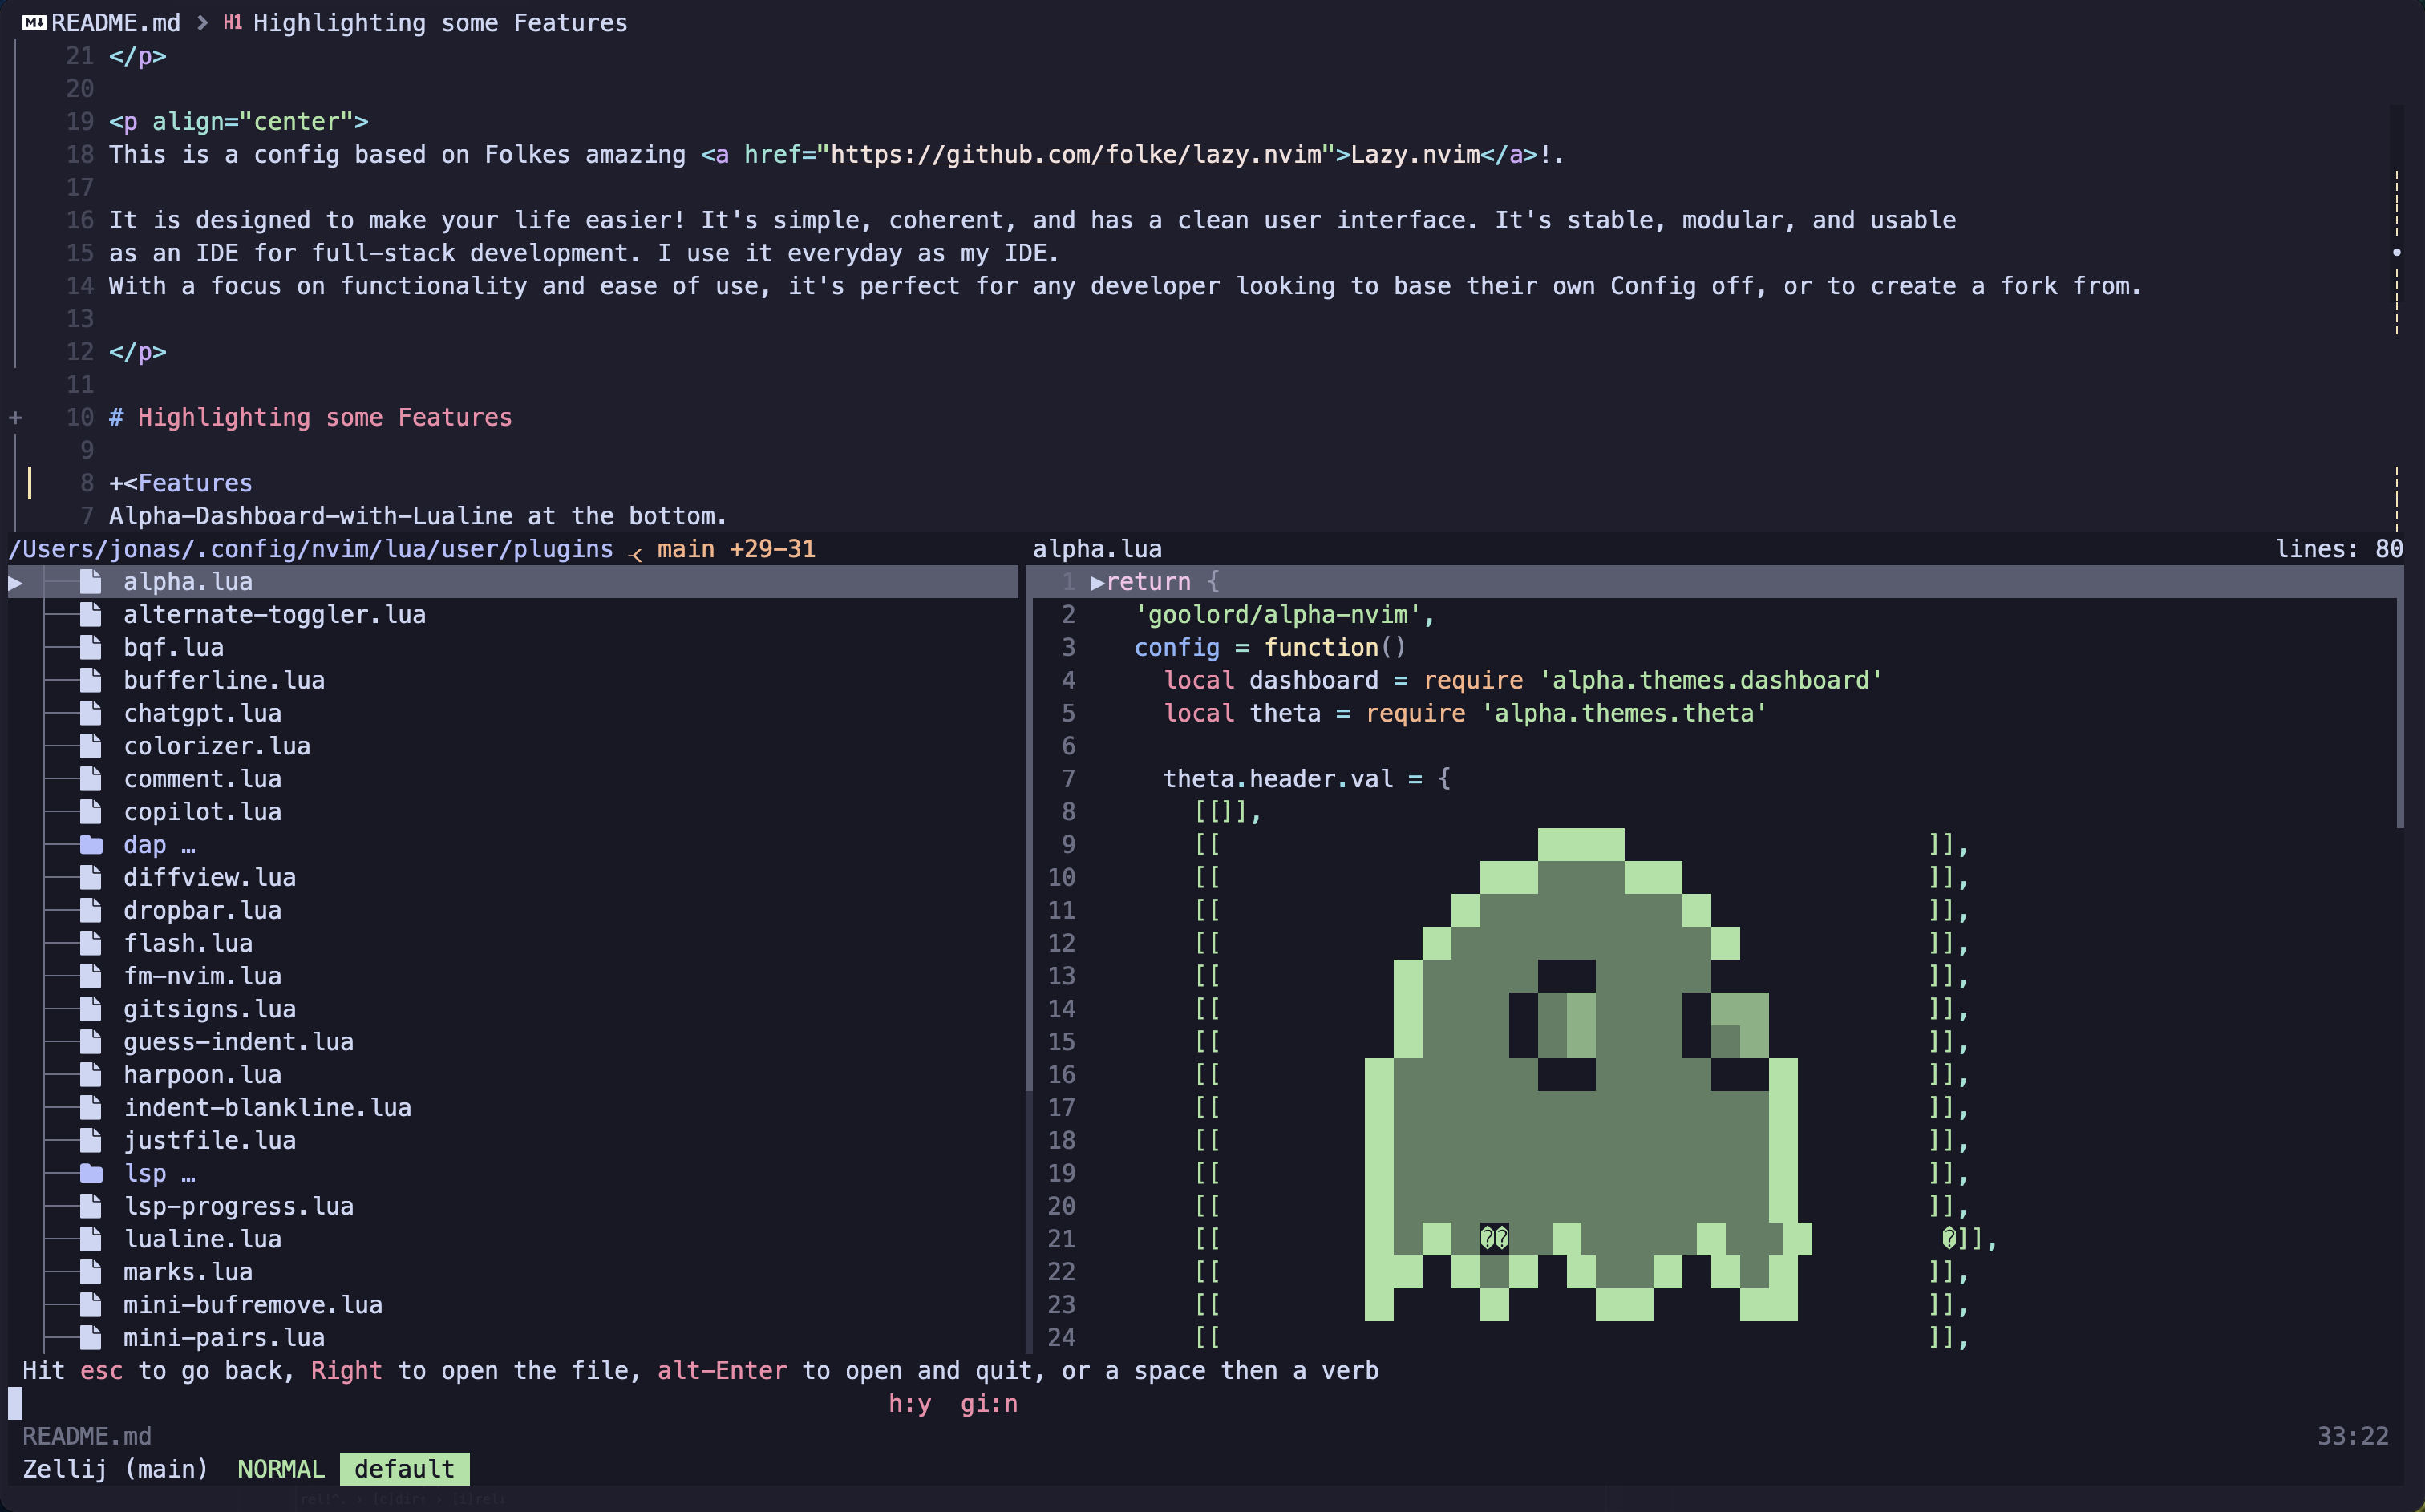 README.md > H1 Highlighting some Features
21 </p>
20
19 <p align="center">
18 This is a config based on Folkes amazing <a href="https://github.com/folke/lazy.nvim">Lazy.nvim</a>!.
17
16 It is designed to make your life easier! It's simple, coherent, and has a clean user interface. It's stable, modular, and usable
15 as an IDE for full-stack development. I use it everyday as my IDE.
14 With a focus on functionality and ease of use, it's perfect for any developer looking to base their own Config off, or to create a fork from.
13
12 </p>
11
+ 10 # Highlighting some Features
9
8 +<Features
7 Alpha-Dashboard-with-Lualine at the bottom.
/Users/jonas/.config/nvim/lua/user/plugins main +29-31
alpha.lua
alternate-toggler.lua
bqf.lua
bufferline.lua
chatgpt.lua
colorizer.lua
comment.lua
copilot.lua
dap …
diffview.lua
dropbar.lua
flash.lua
fm-nvim.lua
gitsigns.lua
guess-indent.lua
harpoon.lua
indent-blankline.lua
justfile.lua
lsp …
lsp-progress.lua
lualine.lua
marks.lua
mini-bufremove.lua
mini-pairs.lua
alpha.lua lines: 80
1 ▶return {
2 'goolord/alpha-nvim',
3 config = function()
4 local dashboard = require 'alpha.themes.dashboard'
5 local theta = require 'alpha.themes.theta'
6
7 theta.header.val = {
8 [[]],
9 [[ ]],
10 [[ ]],
11 [[ ]],
12 [[ ]],
13 [[ ]],
14 [[ ]],
15 [[ ]],
16 [[ ]],
17 [[ ]],
18 [[ ]],
19 [[ ]],
20 [[ ]],
21 [[ �� �]],
22 [[ ]],
23 [[ ]],
24 [[ ]],
Hit esc to go back, Right to open the file, alt-Enter to open and quit, or a space then a verb
h:y gi:n
README.md 33:22
Zellij (main) NORMAL default